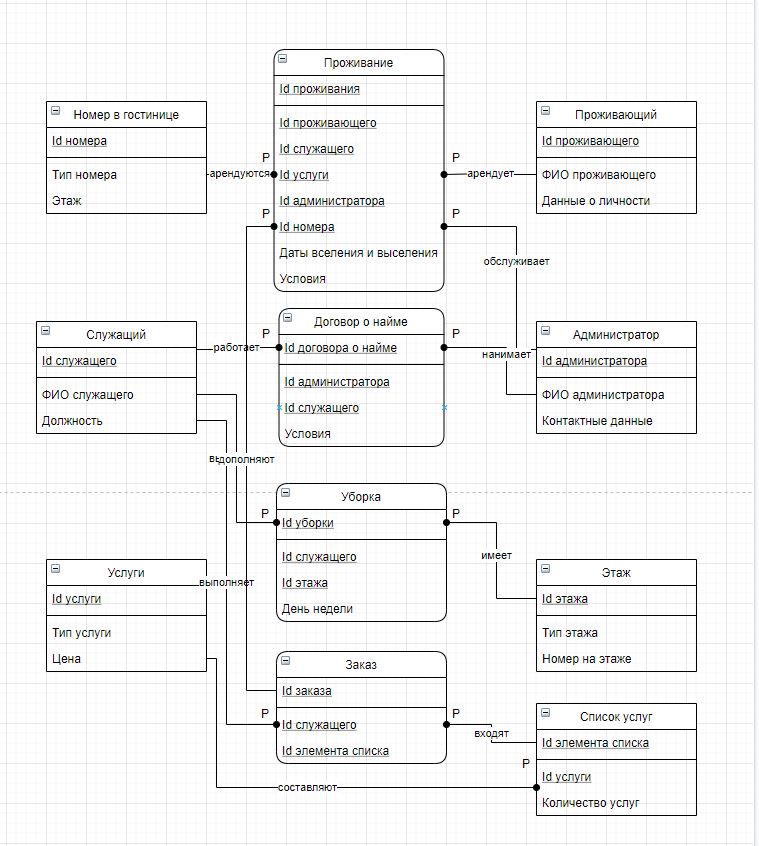 Проживание
Id проживания
Id проживающего
Id служащего
Id услуги
Id администратора
Id номера
Даты вселения и выселения
Условия
Номер в гостинице
Id номера
Тип номера
Этаж
Проживающий
Id проживающего
ФИО проживающего
Данные о личности
P
арендуются
P
P
арендует
P
обслуживает
Служащий
Id служащего
ФИО служащего
Должность
Договор о найме
Id договора о найме
Id администратора
Id служащего
Условия
Администратор
Id администратора
ФИО администратора
Контактные данные
P
работает
P
нанимает
дополняют
Уборка
Id уборки
Id служащего
Id этажа
День недели
P
P
имеет
Услуги
Id услуги
Тип услуги
Цена
выполняет
Этаж
Id этажа
Тип этажа
Номер на этаже
Заказ
Id заказа
Id служащего
Id элемента списка
P
P
входят
Список услуг
Id элемента списка
Id услуги
Количество услуг
P
составляют